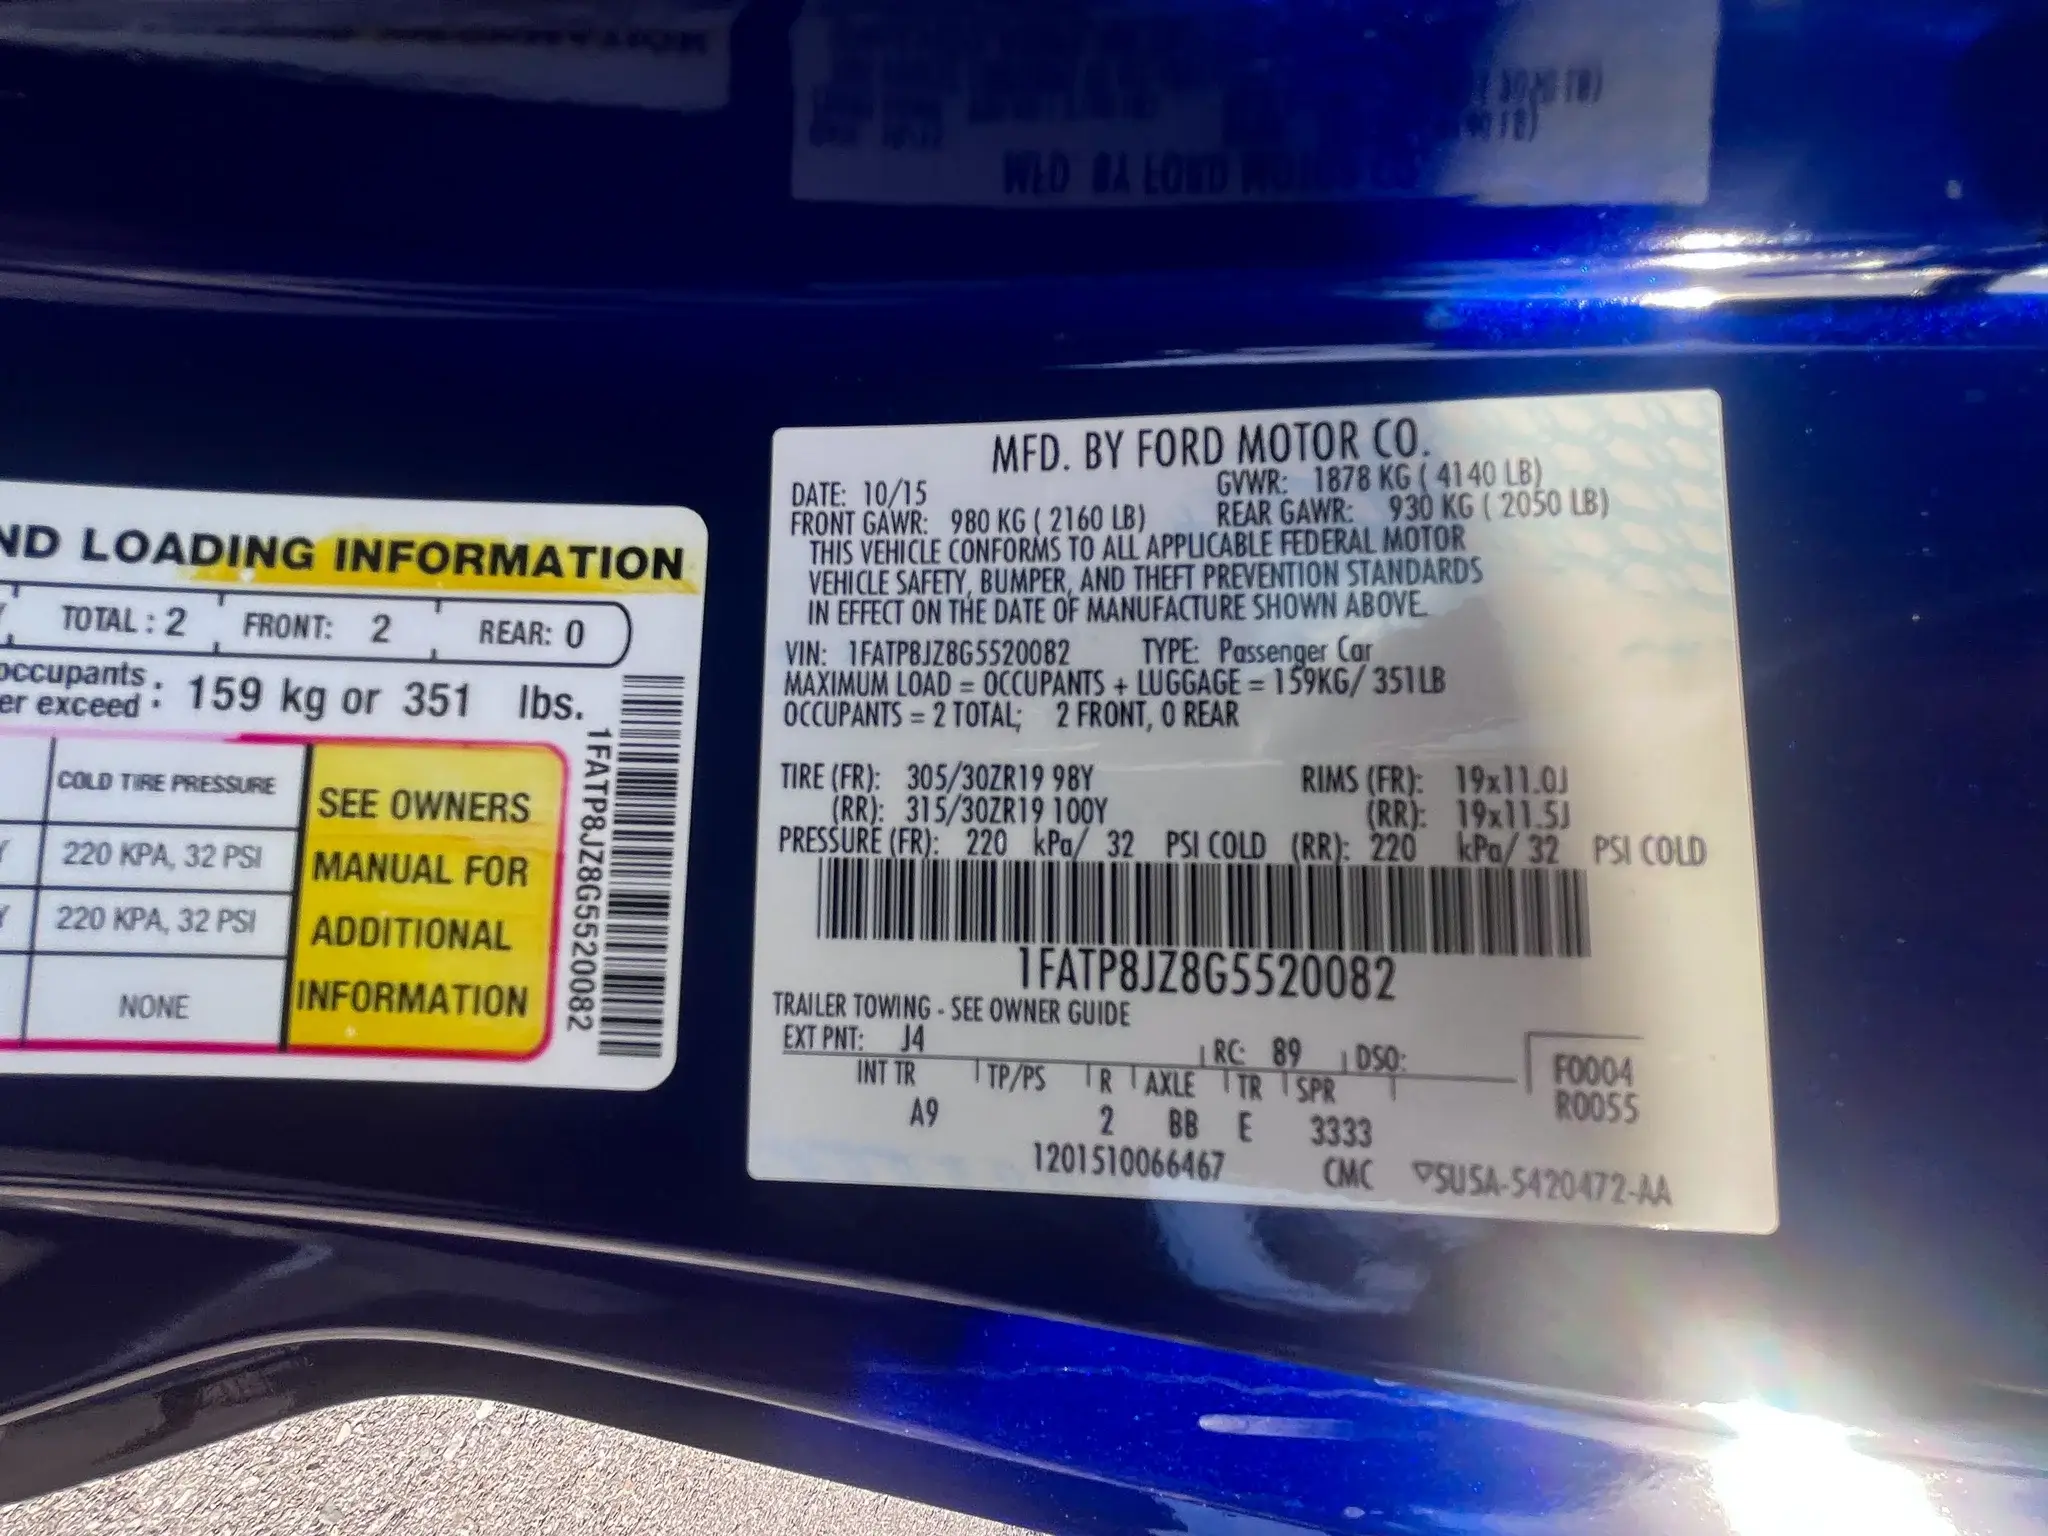 ND LOADING INFORMATION
TOTAL : 2 FRONT: 2 REAR: 0
occupants
er exceed : 159 kg or 351 lbs.
COLD TIRE PRESSURE
220 KPA, 32 PSI
220 KPA, 32 PSI
NONE
SEE OWNERS
MANUAL FOR
ADDITIONAL
INFORMATION
1FATP8JZ8G5520082
MFD. BY FORD MOTOR CO.
DATE: 10/15 GVWR: 1878 KG ( 4140 LB)
FRONT GAWR: 980 KG ( 2160 LB) REAR GAWR: 930 KG ( 2050 LB)
THIS VEHICLE CONFORMS TO ALL APPLICABLE FEDERAL MOTOR
VEHICLE SAFETY, BUMPER, AND THEFT PREVENTION STANDARDS
IN EFFECT ON THE DATE OF MANUFACTURE SHOWN ABOVE.
VIN: 1FATP8JZ8G5520082 TYPE: Passenger Car
MAXIMUM LOAD = OCCUPANTS + LUGGAGE = 159KG/ 351LB
OCCUPANTS = 2 TOTAL; 2 FRONT, 0 REAR
TIRE (FR): 305/30ZR19 98Y RIMS (FR): 19x11.0J
(RR): 315/30ZR19 100Y (RR): 19x11.5J
PRESSURE (FR): 220 kPa/ 32 PSI COLD (RR): 220 kPa/ 32 PSI COLD
1FATP8JZ8G5520082
TRAILER TOWING - SEE OWNER GUIDE
EXT PNT: J4 RC: 89 DSO:
F0004
R0055
INT TR TP/PS R AXLE TR SPR
A9 2 BB E 3333
1201510066467 CMC ▽5U5A-5420472-AA